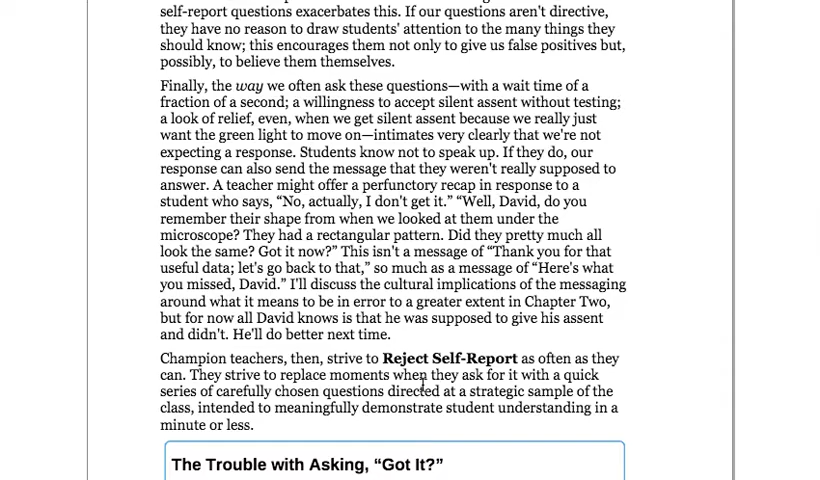 self-report questions exacerbates this. If our questions aren't directive,
they have no reason to draw students' attention to the many things they
should know; this encourages them not only to give us false positives but,
possibly, to believe them themselves.
Finally, the way we often ask these questions—with a wait time of a
fraction of a second; a willingness to accept silent assent without testing;
a look of relief, even, when we get silent assent because we really just
want the green light to move on—intimates very clearly that we're not
expecting a response. Students know not to speak up. If they do, our
response can also send the message that they weren't really supposed to
answer. A teacher might offer a perfunctory recap in response to a
student who says, “No, actually, I don't get it.” “Well, David, do you
remember their shape from when we looked at them under the
microscope? They had a rectangular pattern. Did they pretty much all
look the same? Got it now?” This isn't a message of “Thank you for that
useful data; let's go back to that,” so much as a message of “Here's what
you missed, David.” I'll discuss the cultural implications of the messaging
around what it means to be in error to a greater extent in Chapter Two,
but for now all David knows is that he was supposed to give his assent
and didn't. He'll do better next time.
Champion teachers, then, strive to Reject Self-Report as often as they
can. They strive to replace moments when they ask for it with a quick
series of carefully chosen questions directed at a strategic sample of the
class, intended to meaningfully demonstrate student understanding in a
minute or less.
The Trouble with Asking, “Got It?”